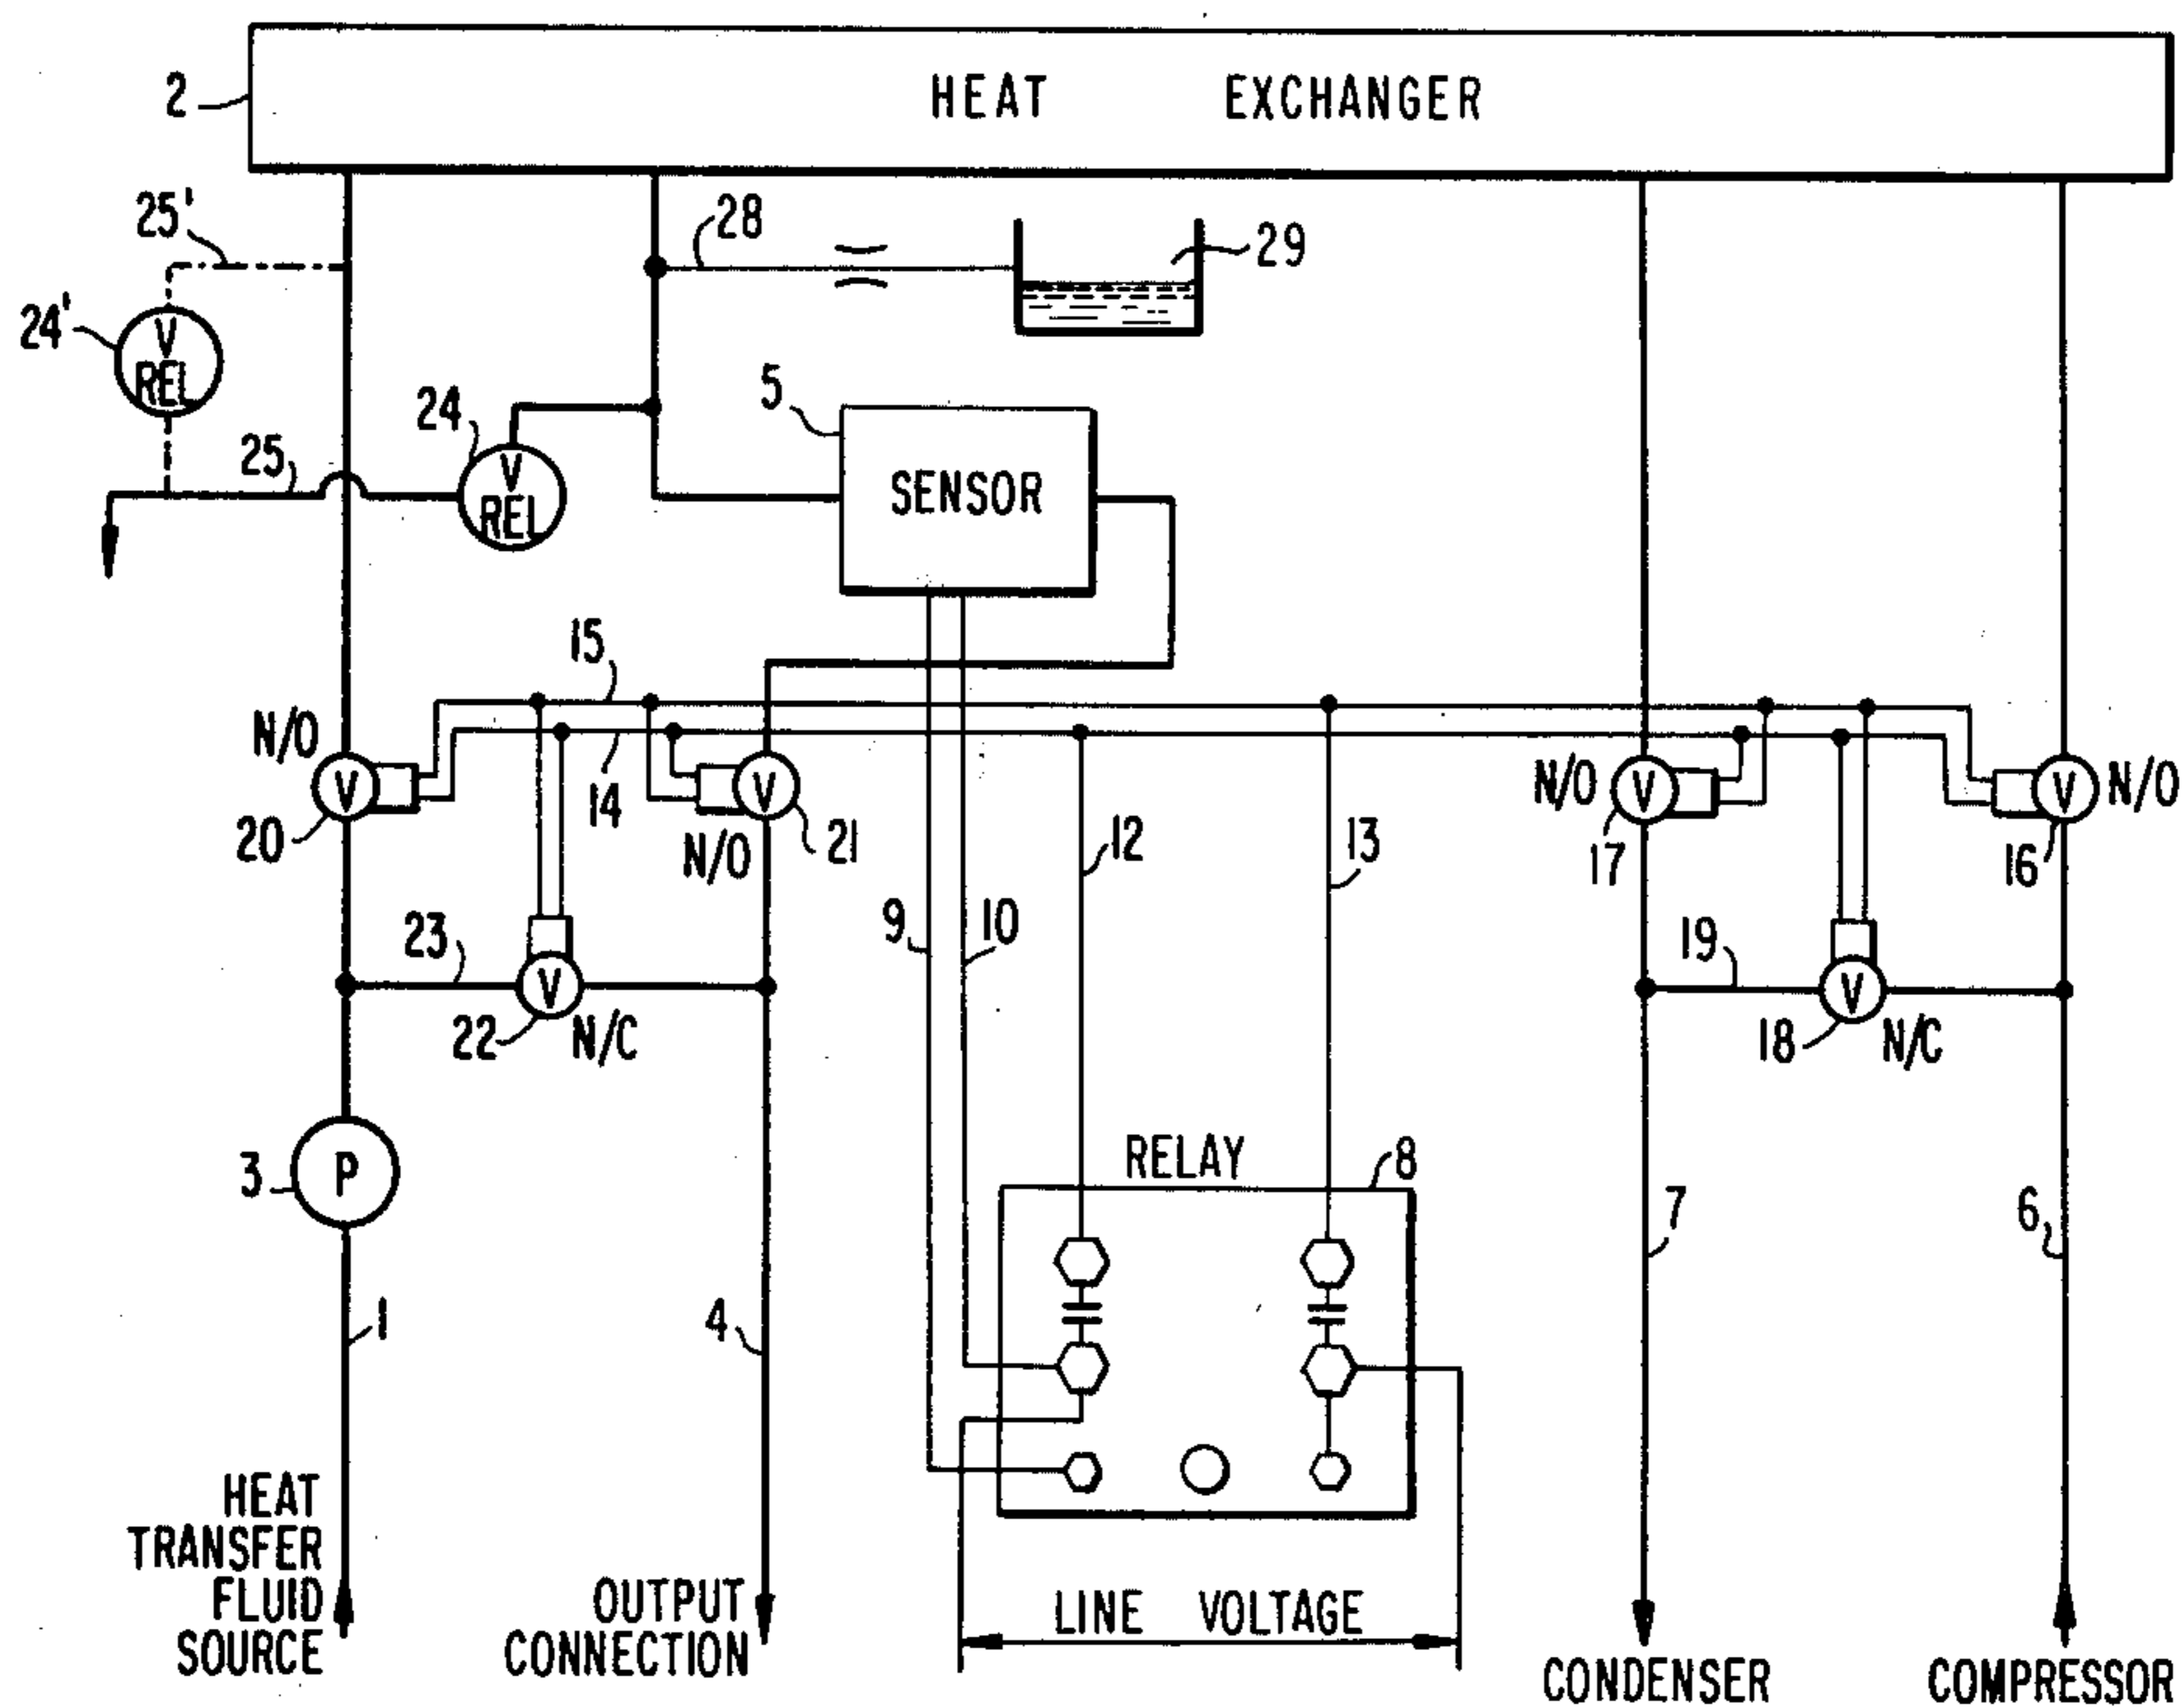 2
HEAT EXCHANGER
25'
28
29
24'
V
REL
24
5
25
V
REL
SENSOR
15
N/O
V
20
14
V
21
N/O
12
13
N/O
V
17
V
N/O
16
9
10
23
V
22
N/C
19
V
18
N/C
3
P
RELAY
8
7
6
1
4
HEAT
TRANSFER
FLUID
SOURCE
OUTPUT
CONNECTION
LINE VOLTAGE
CONDENSER
COMPRESSOR